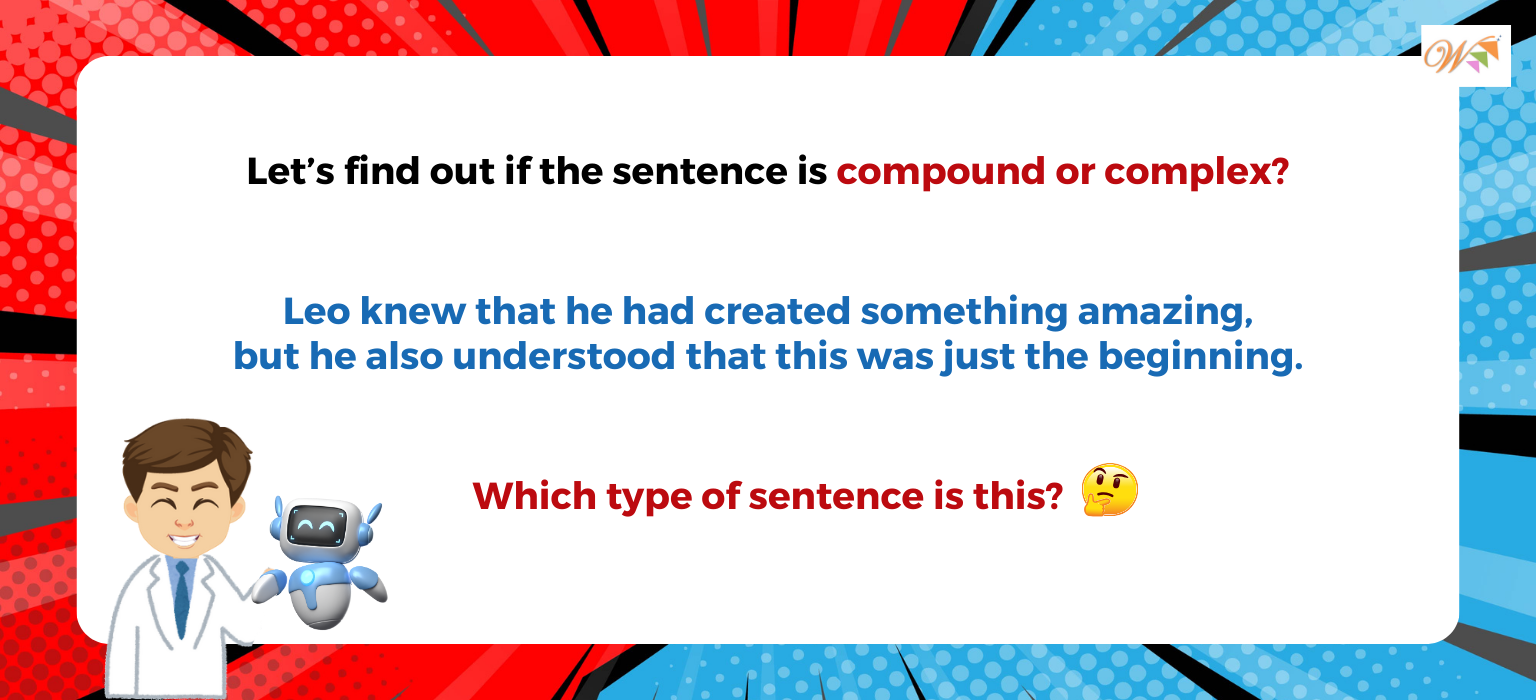 W
Let’s find out if the sentence is compound or complex?
Leo knew that he had created something amazing,
but he also understood that this was just the beginning.
Which type of sentence is this?